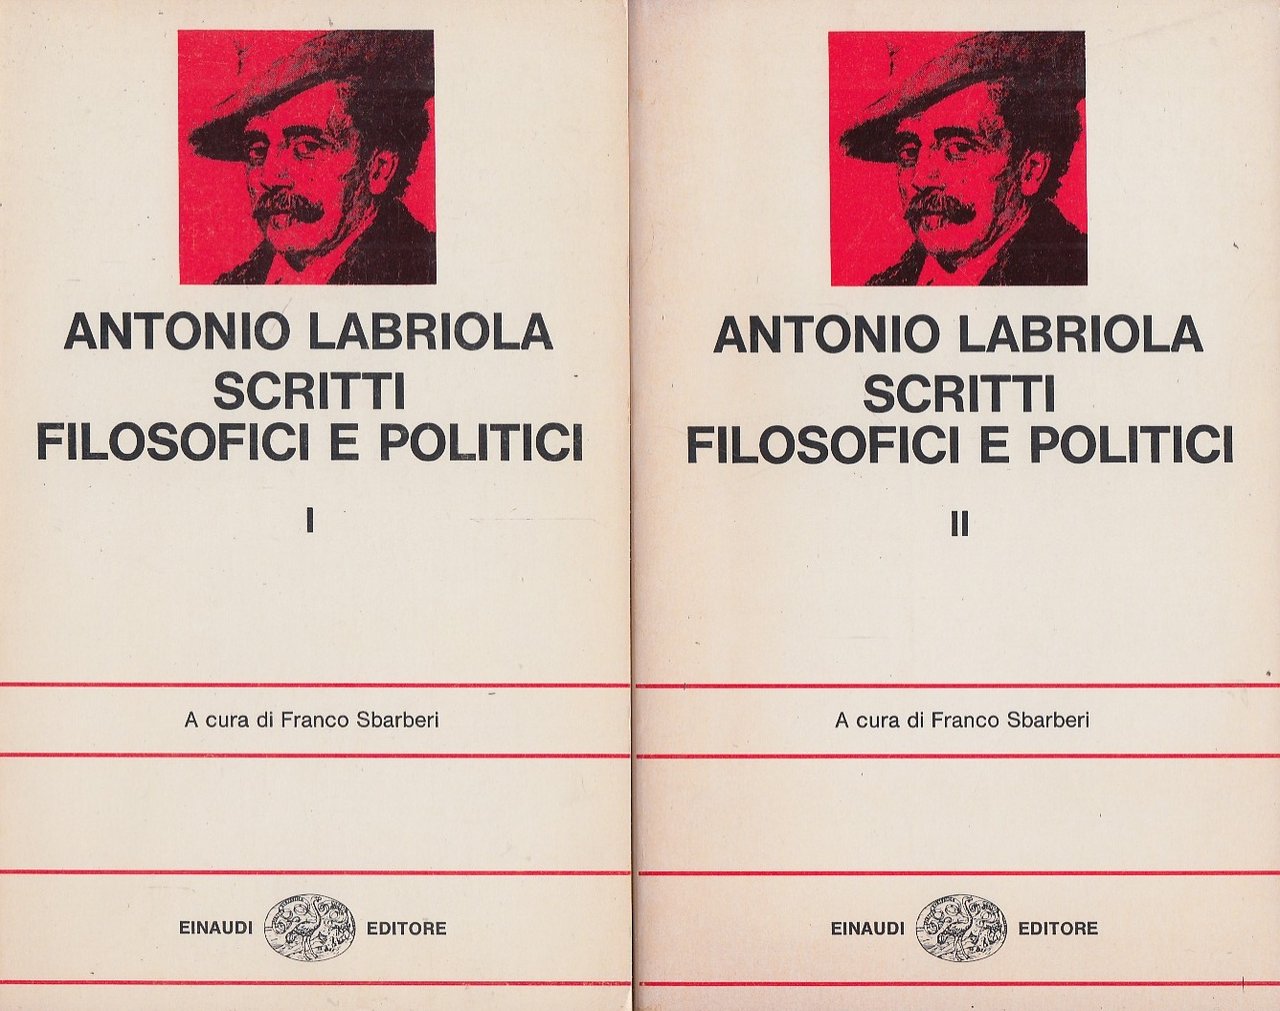 ANTONIO LABRIOLA
SCRITTI
FILOSOFICI E POLITICI
I
A cura di Franco Sbarberi
EINAUDI EDITORE
ANTONIO LABRIOLA
SCRITTI
FILOSOFICI E POLITICI
II
A cura di Franco Sbarberi
EINAUDI EDITORE